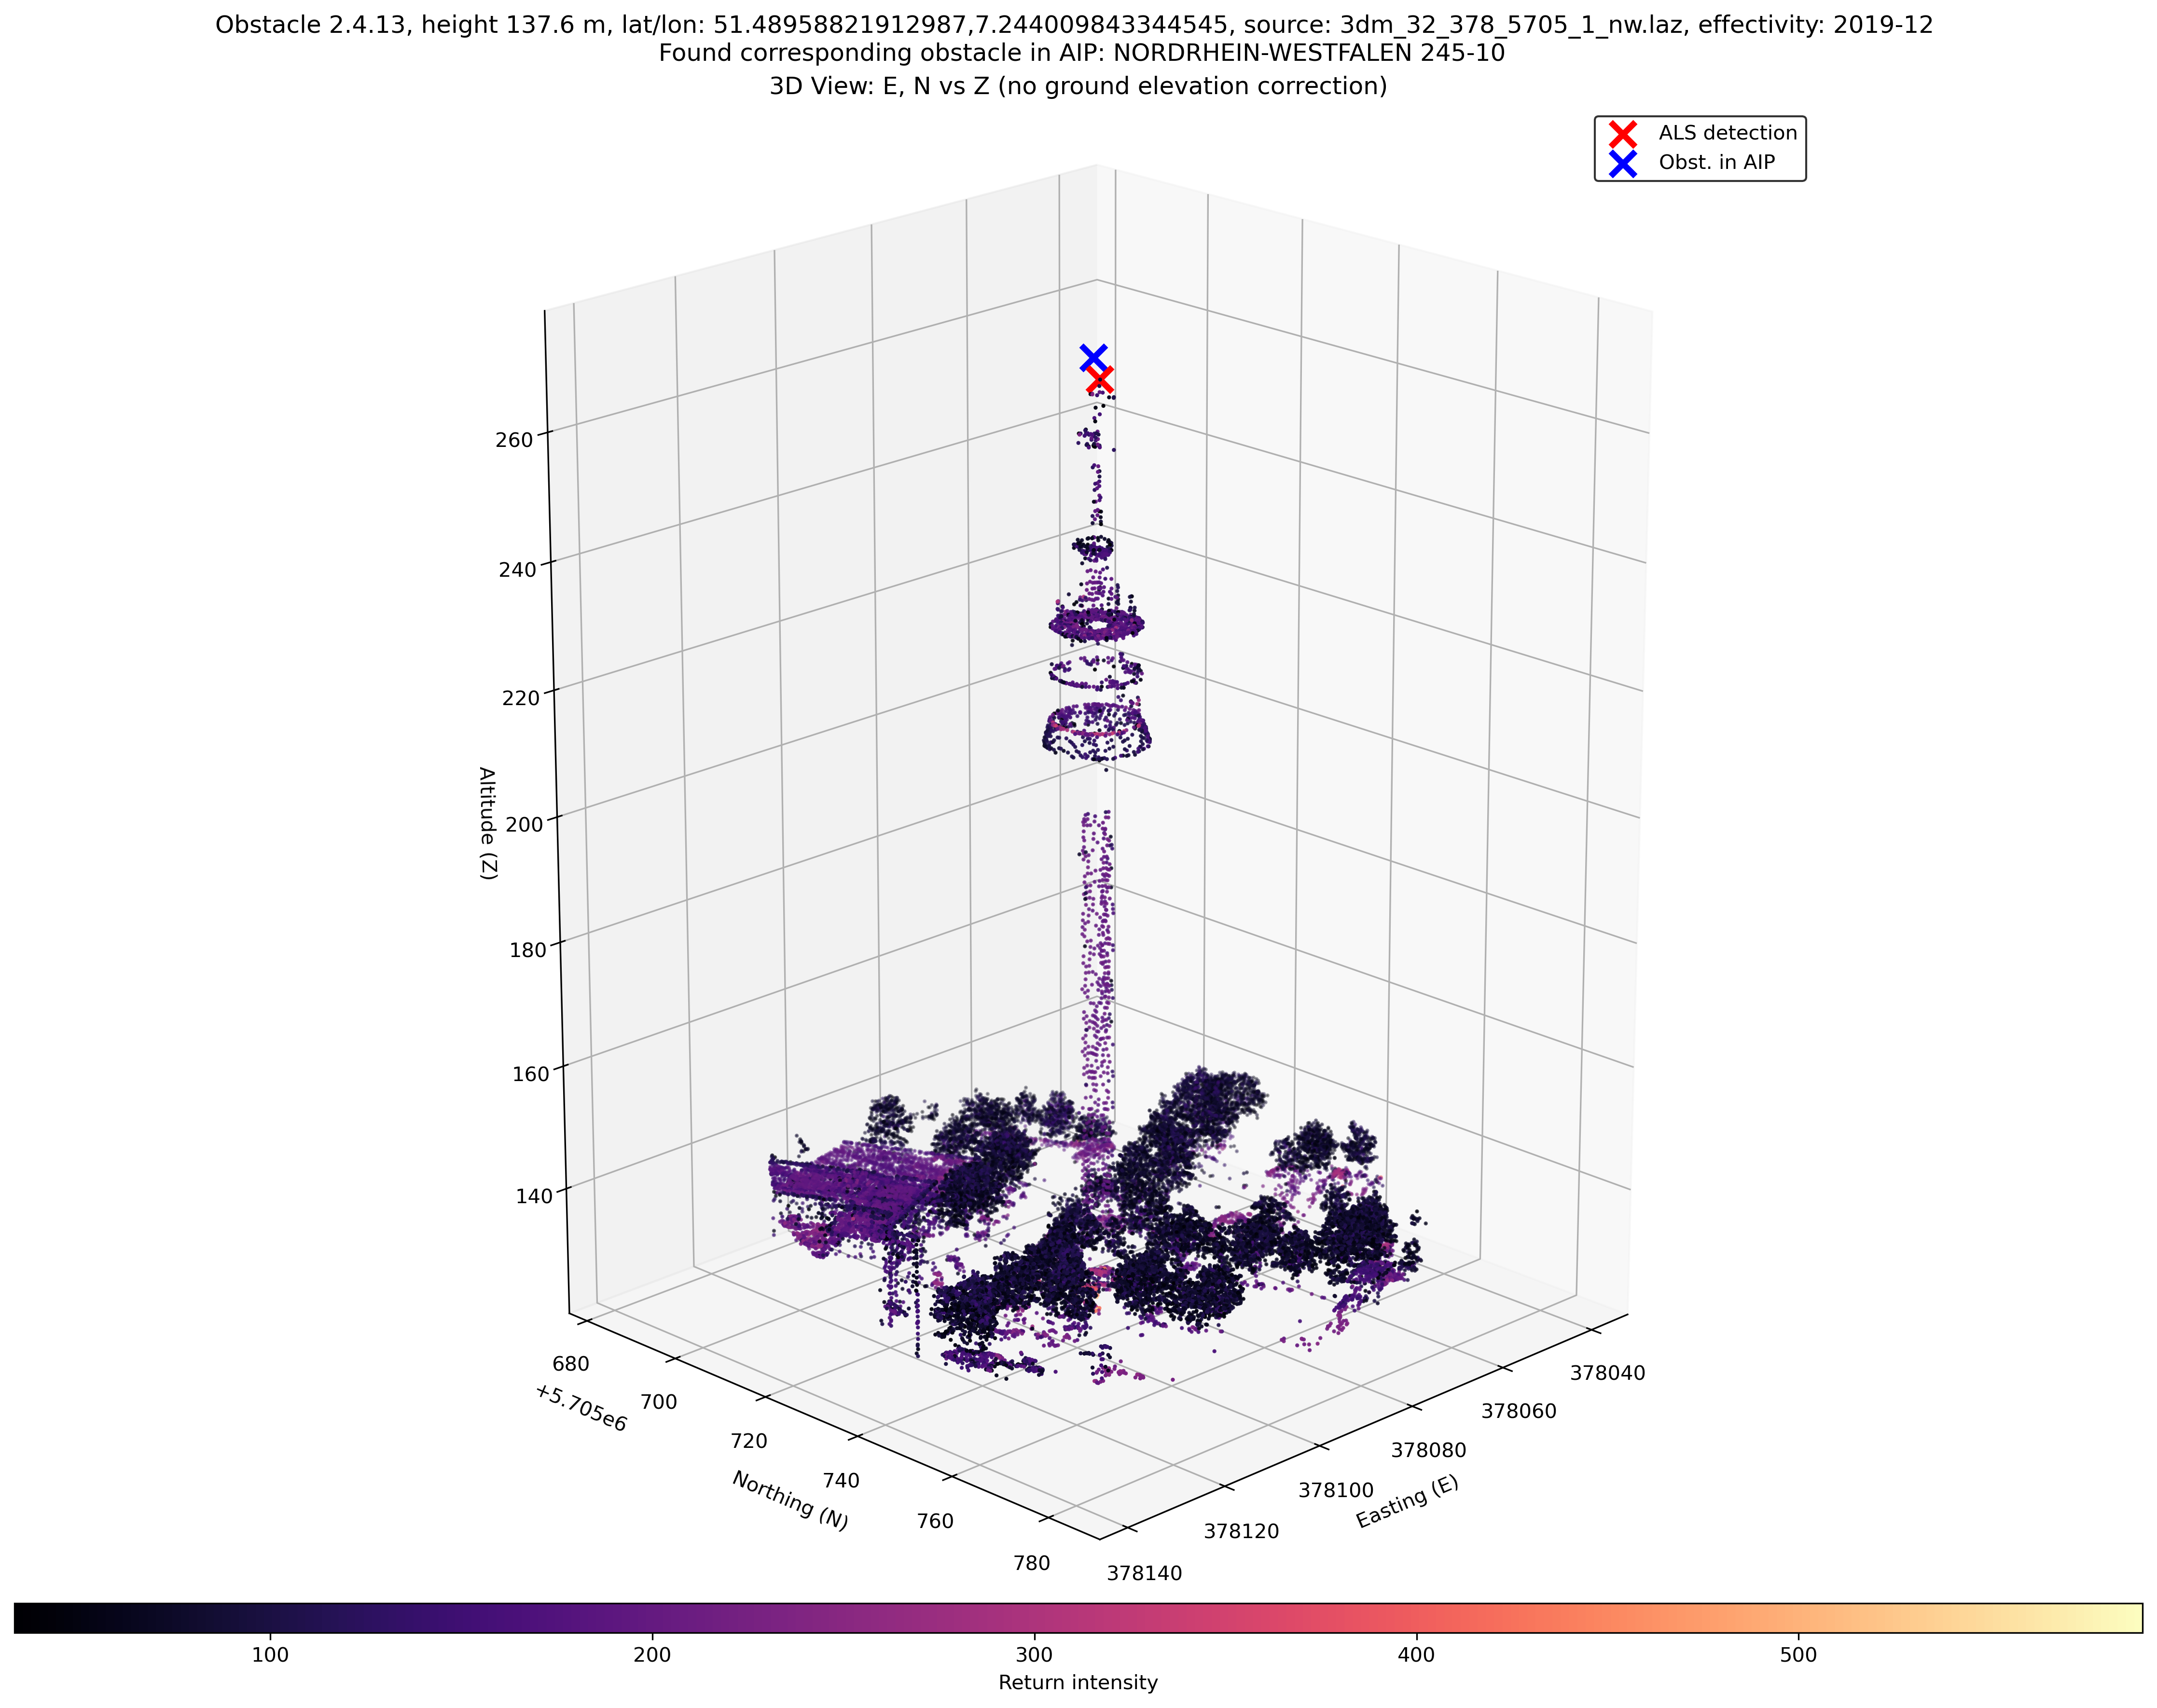 Obstacle 2.4.13, height 137.6 m, lat/lon: 51.48958821912987,7.244009843344545, source: 3dm_32_378_5705_1_nw.laz, effectivity: 2019-12
Found corresponding obstacle in AIP: NORDRHEIN-WESTFALEN 245-10
3D View: E, N vs Z (no ground elevation correction)
ALS detection
Obst. in AIP
260
240
220
200
180
160
140
Altitude (Z)
680
700
720
740
760
780
+5.705e6
Northing (N)
378040
378060
378080
378100
378120
378140
Easting (E)
100
200
300
400
500
Return intensity